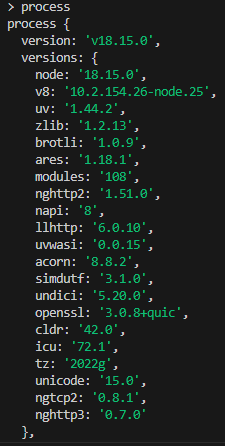 > process
process {
  version: 'v18.15.0',
  versions: {
    node: '18.15.0',
    v8: '10.2.154.26-node.25',
    uv: '1.44.2',
    zlib: '1.2.13',
    brotli: '1.0.9',
    ares: '1.18.1',
    modules: '108',
    nghttp2: '1.51.0',
    napi: '8',
    llhttp: '6.0.10',
    uvwasi: '0.0.15',
    acorn: '8.8.2',
    simdutf: '3.1.0',
    undici: '5.20.0',
    openssl: '3.0.8+quic',
    cldr: '42.0',
    icu: '72.1',
    tz: '2022g',
    unicode: '15.0',
    ngtcp2: '0.8.1',
    nghttp3: '0.7.0'
  },